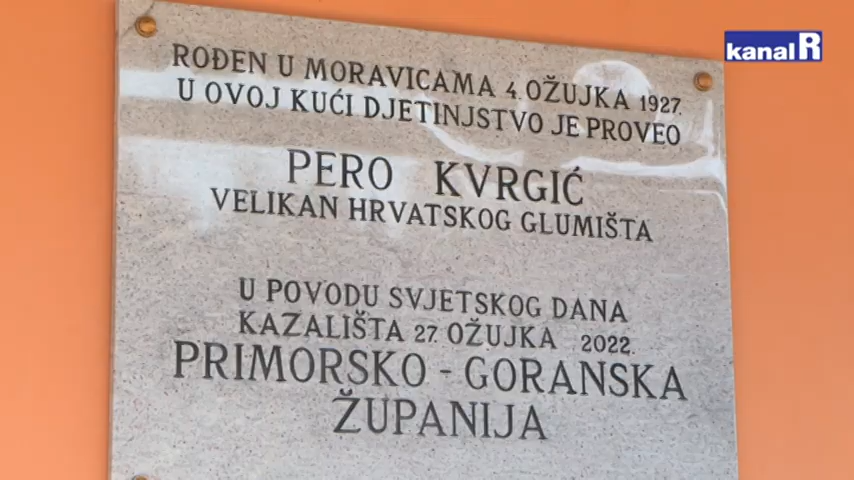 kanal R
ROĐEN U MORAVICAMA 4. OŽUJKA 1927.
U OVOJ KUĆI DJETINJSTVO JE PROVEO
PERO KVRGIĆ
VELIKAN HRVATSKOG GLUMIŠTA
U POVODU SVJETSKOG DANA
KAZALIŠTA 27. OŽUJKA 2022.
PRIMORSKO - GORANSKA
ŽUPANIJA